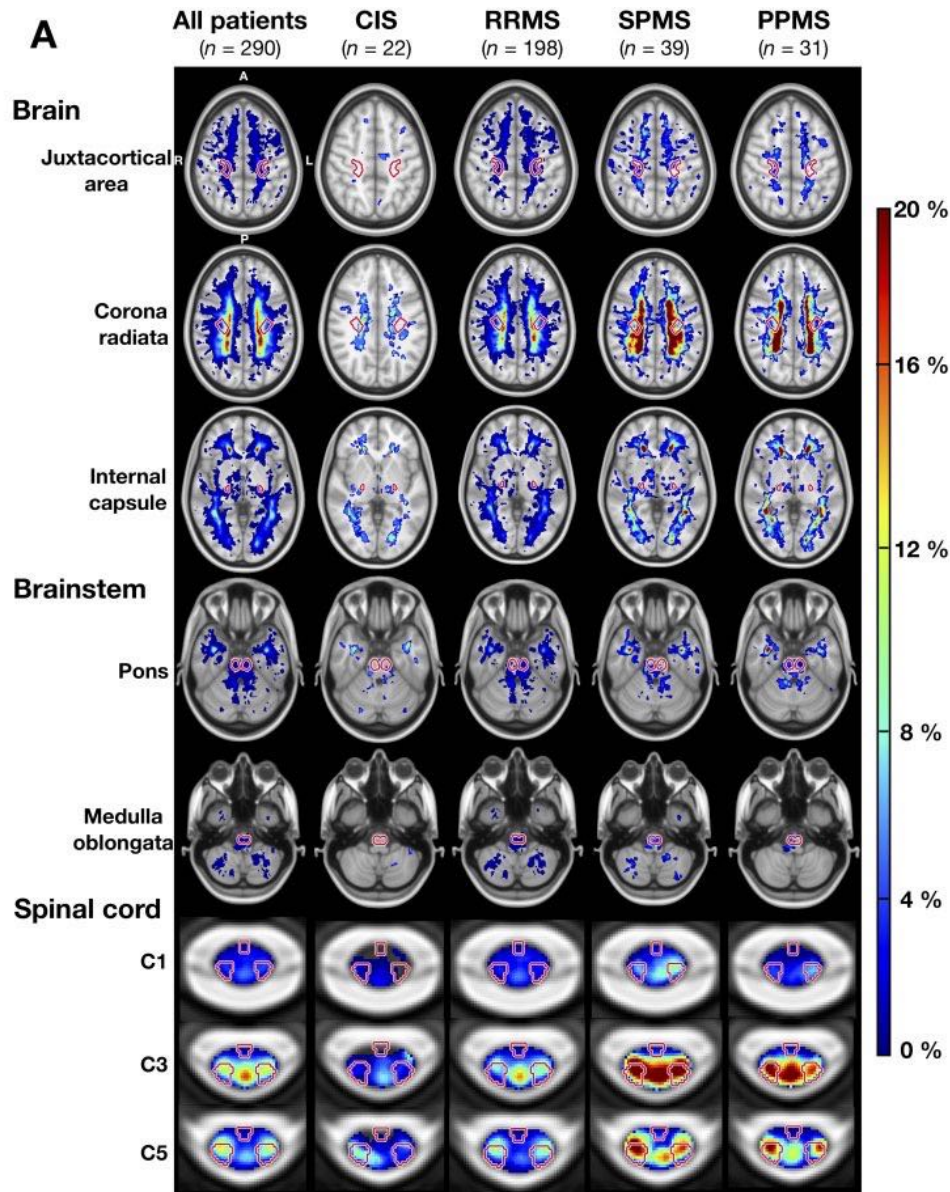 A
All patients CIS RRMS SPMS PPMS
(n = 290) (n = 22) (n = 198) (n = 39) (n = 31)
A
Brain
Juxtacortical
area
R L
P
20 %
Corona
radiata
16 %
Internal
capsule
12 %
Brainstem
Pons
8 %
Medulla
oblongata
4 %
Spinal cord
C1
0 %
C3
C5